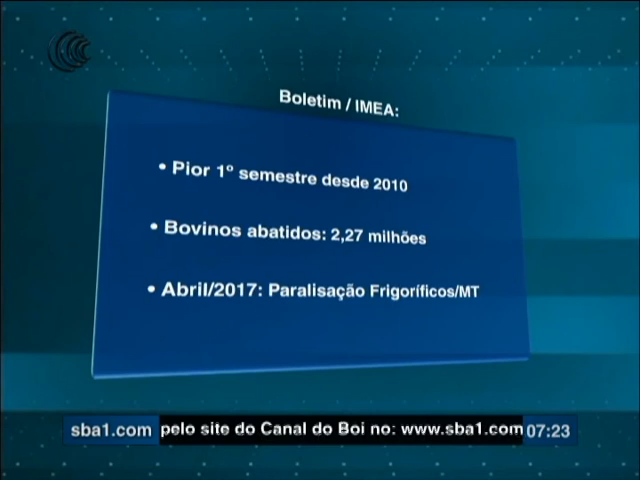 Boletim / IMEA:
• Pior 1º semestre desde 2010
• Bovinos abatidos: 2,27 milhões
• Abril/2017: Paralisação Frigoríficos/MT
sba1.com pelo site do Canal do Boi no: www.sba1.com 07:23